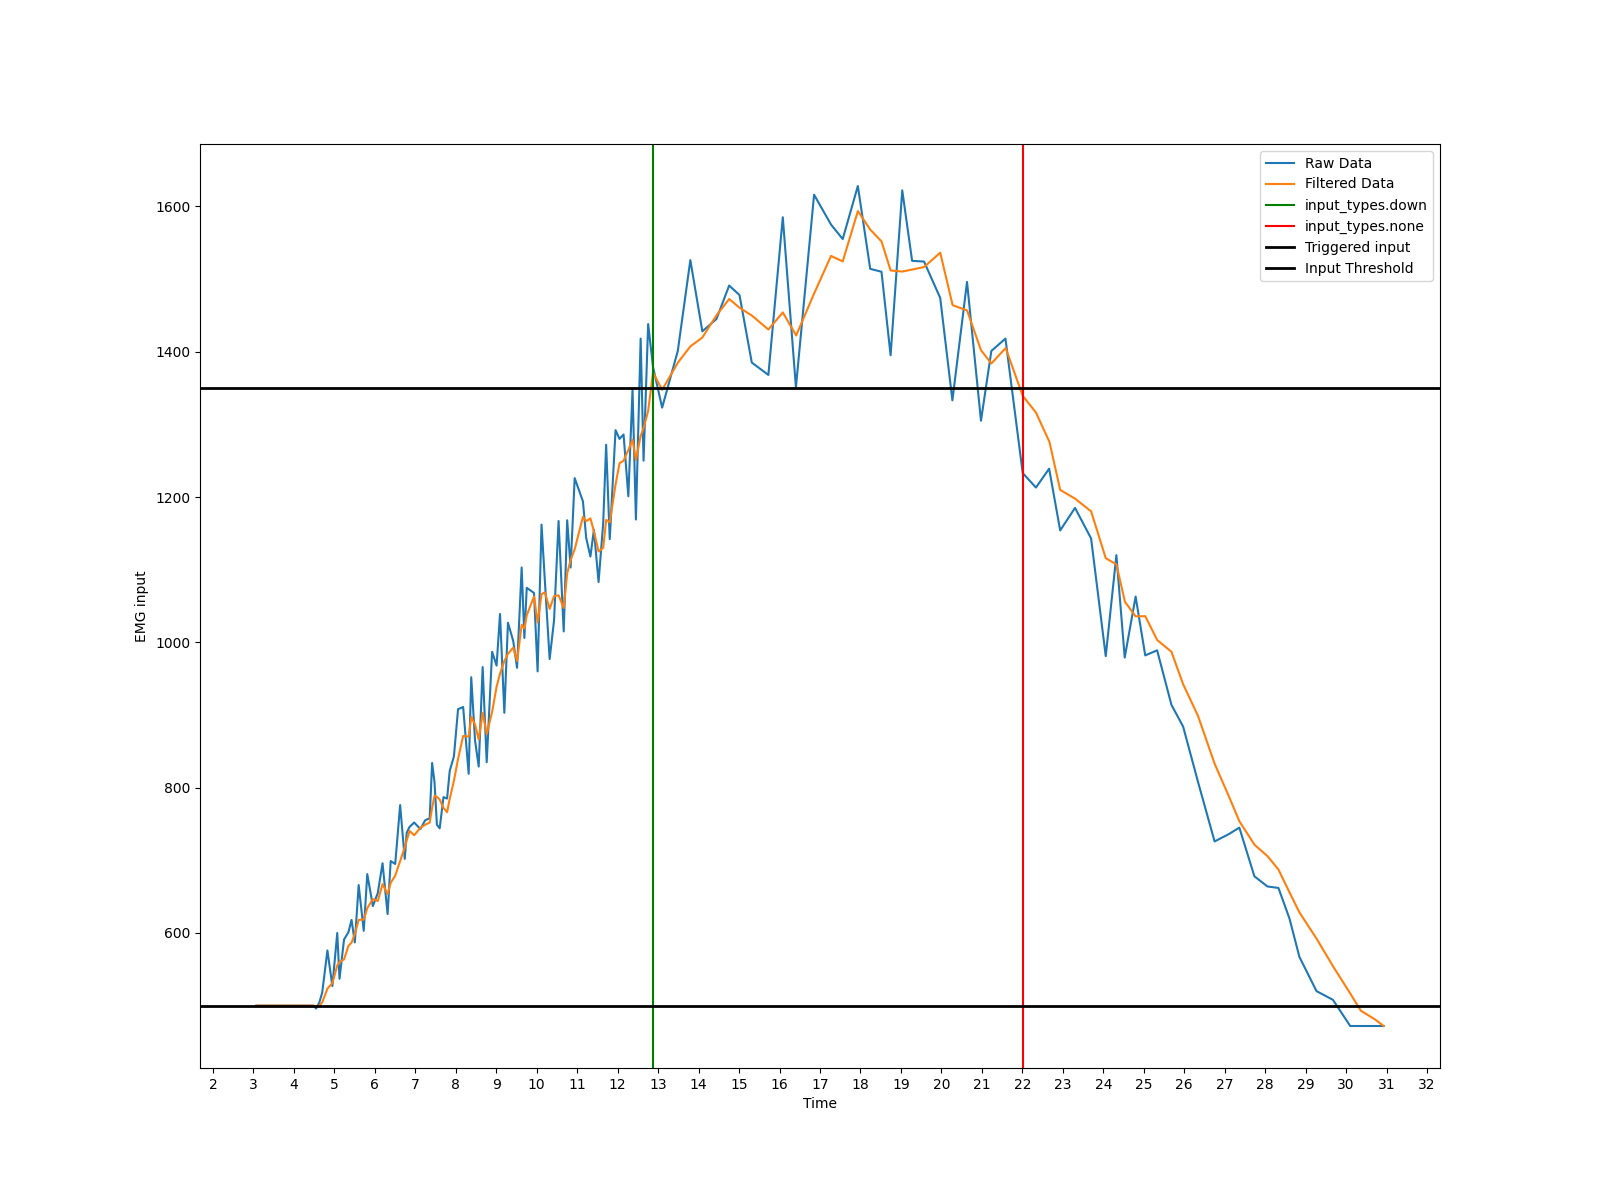 Raw Data
Filtered Data
input_types.down
input_types.none
Triggered input
Input Threshold
1600
1400
1200
1000
800
600
EMG input
2 3 4 5 6 7 8 9 10 11 12 13 14 15 16 17 18 19 20 21 22 23 24 25 26 27 28 29 30 31 32
Time